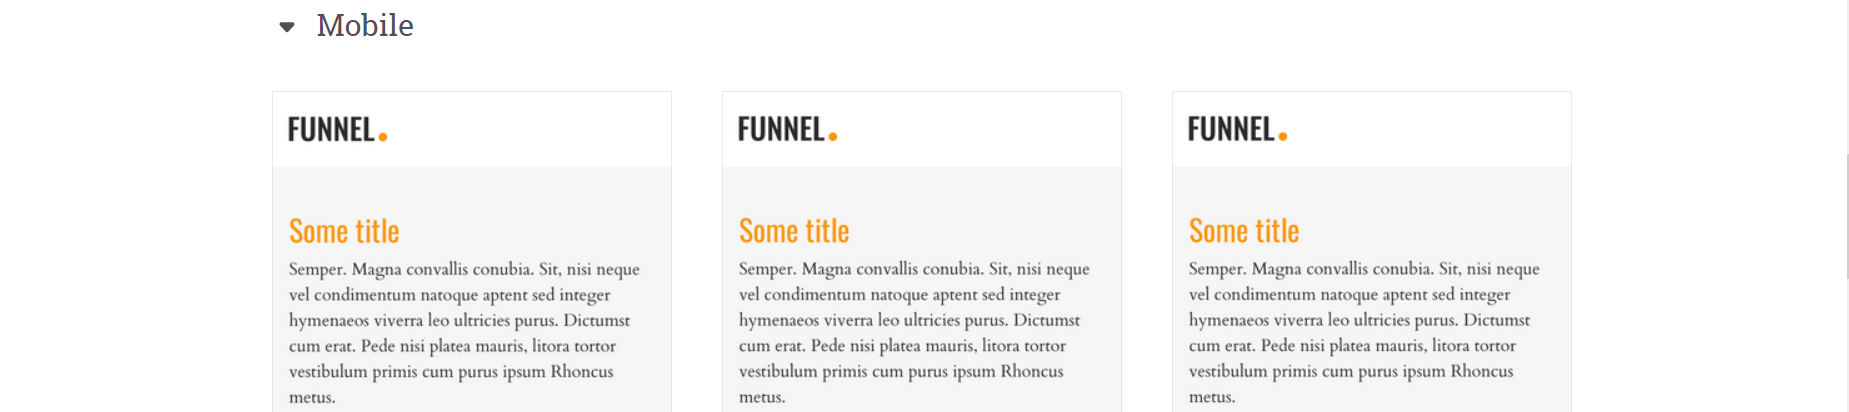 Mobile
FUNNEL.
Some title
Semper. Magna convallis conubia. Sit, nisi neque
vel condimentum natoque aptent sed integer
hymenaeos viverra leo ultricies purus. Dictumst
cum erat. Pede nisi platea mauris, litora tortor
vestibulum primis cum purus ipsum Rhoncus
metus.
FUNNEL.
Some title
Semper. Magna convallis conubia. Sit, nisi neque
vel condimentum natoque aptent sed integer
hymenaeos viverra leo ultricies purus. Dictumst
cum erat. Pede nisi platea mauris, litora tortor
vestibulum primis cum purus ipsum Rhoncus
metus.
FUNNEL.
Some title
Semper. Magna convallis conubia. Sit, nisi neque
vel condimentum natoque aptent sed integer
hymenaeos viverra leo ultricies purus. Dictumst
cum erat. Pede nisi platea mauris, litora tortor
vestibulum primis cum purus ipsum Rhoncus
metus.